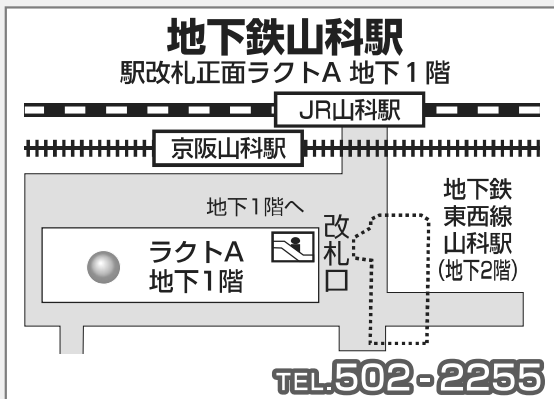 地下鉄山科駅
駅改札正面ラクトA 地下1階
JR山科駅
京阪山科駅
地下1階へ
ラクトA
地下1階
改札口
地下鉄
東西線
山科駅
(地下2階)
TEL.502-2255